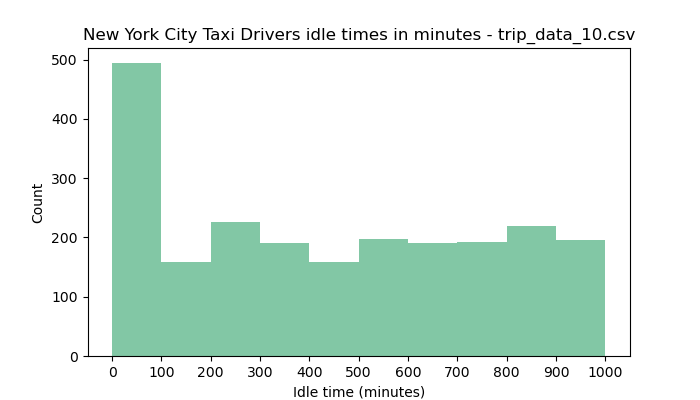 New York City Taxi Drivers idle times in minutes - trip_data_10.csv
500
400
300
200
100
0
Count
0 100 200 300 400 500 600 700 800 900 1000
Idle time (minutes)